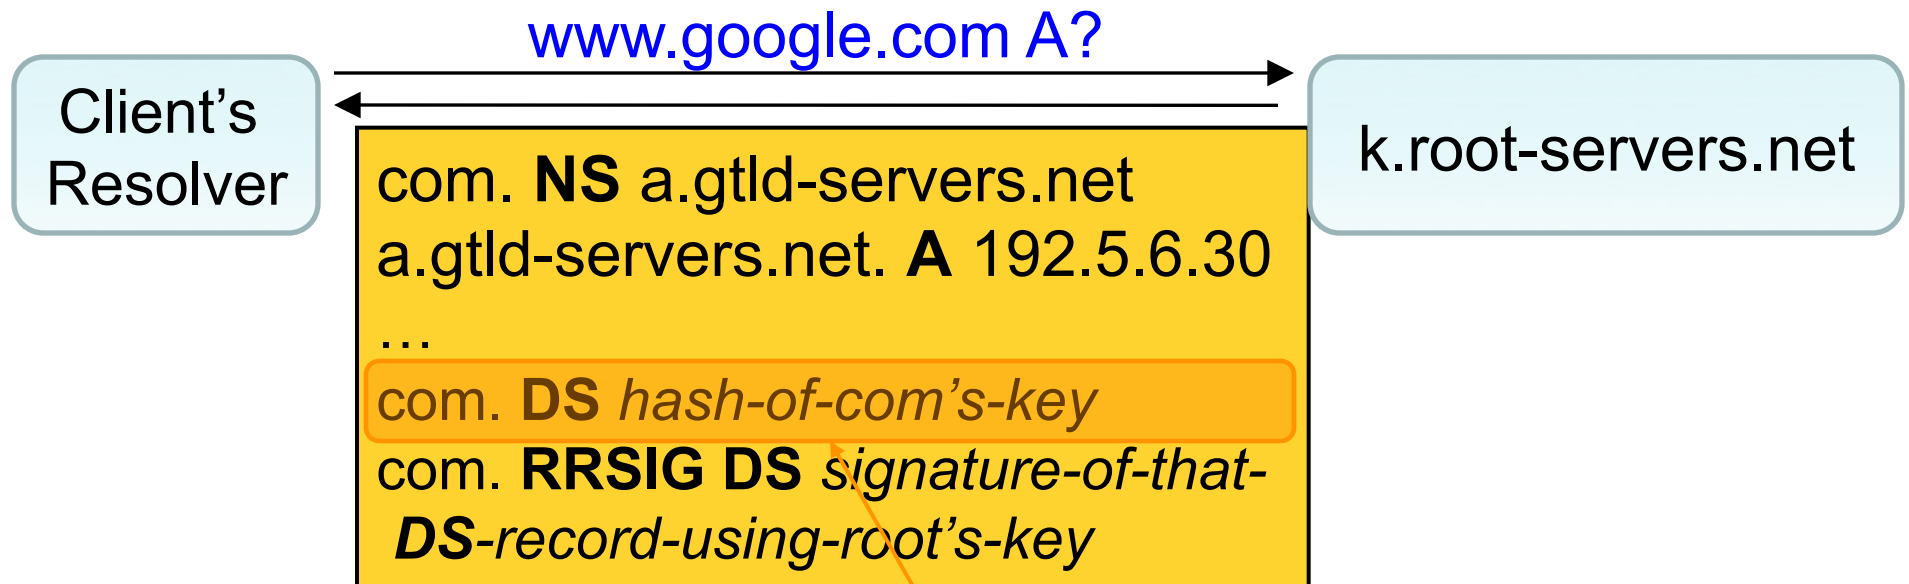 www.google.com A?
Client’s
Resolver
k.root-servers.net
com. NS a.gtld-servers.net
a.gtld-servers.net. A 192.5.6.30
…
com. DS hash-of-com’s-key
com. RRSIG DS signature-of-that-
DS-record-using-root’s-key